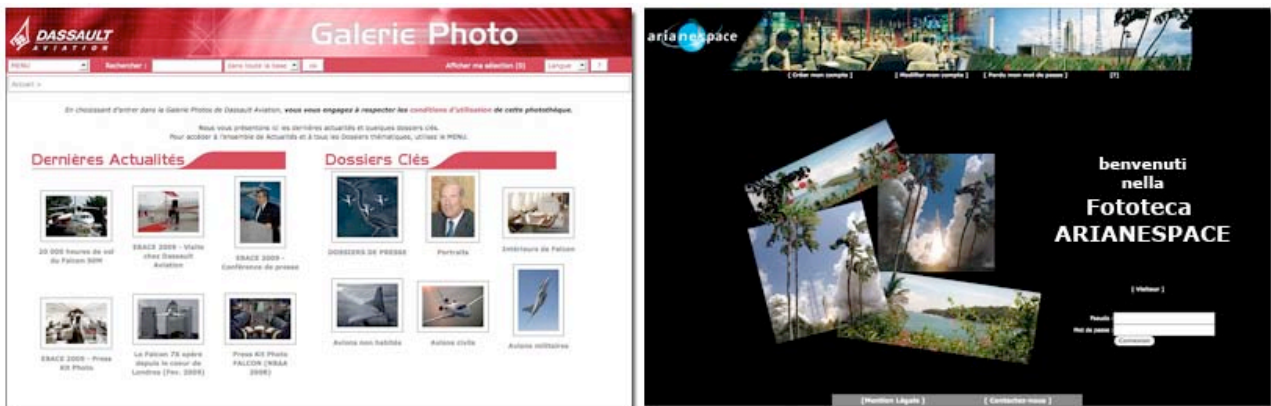 DASSAULT
AVIATION
Galerie Photo
MENU
Rechercher :
Dans toute la base
ok
Afficher ma sélection (0)
Langue
?
Accueil >
En choisissant d'entrer dans la Galerie Photos de Dassault Aviation, vous vous engagez à respecter les conditions d'utilisation de cette photothèque.
Nous vous présentons ici les dernières actualités et quelques dossiers clés.
Pour accéder à l'ensemble de Actualités et à tous les Dossiers thématiques, utilisez le MENU.
Dernières Actualités
Dossiers Clés
20 000 heures de vol
du Falcon 50M
EBACE 2009 - Visite
chez Dassault
Aviation
EBACE 2009 -
Conférence de presse
DOSSIERS DE PRESSE
Portraits
Intérieurs de Falcon
EBACE 2009 - Press
Kit Photo
Le Falcon 7X opère
depuis le coeur de
Londres (Fev. 2009)
Press Kit Photo
FALCON (NBAA
2008)
Avions non habités
Avions civils
Avions militaires
arianespace
[ Créer mon compte ]
[ Modifier mon compte ]
[ Perdu mon mot de passe ]
[?]
benvenuti
nella
Fototeca
ARIANESPACE
[ Visiteur ]
Pseudo :
Mot de passe :
Connexion
[Mention Légale ]
[ Contactez-nous ]